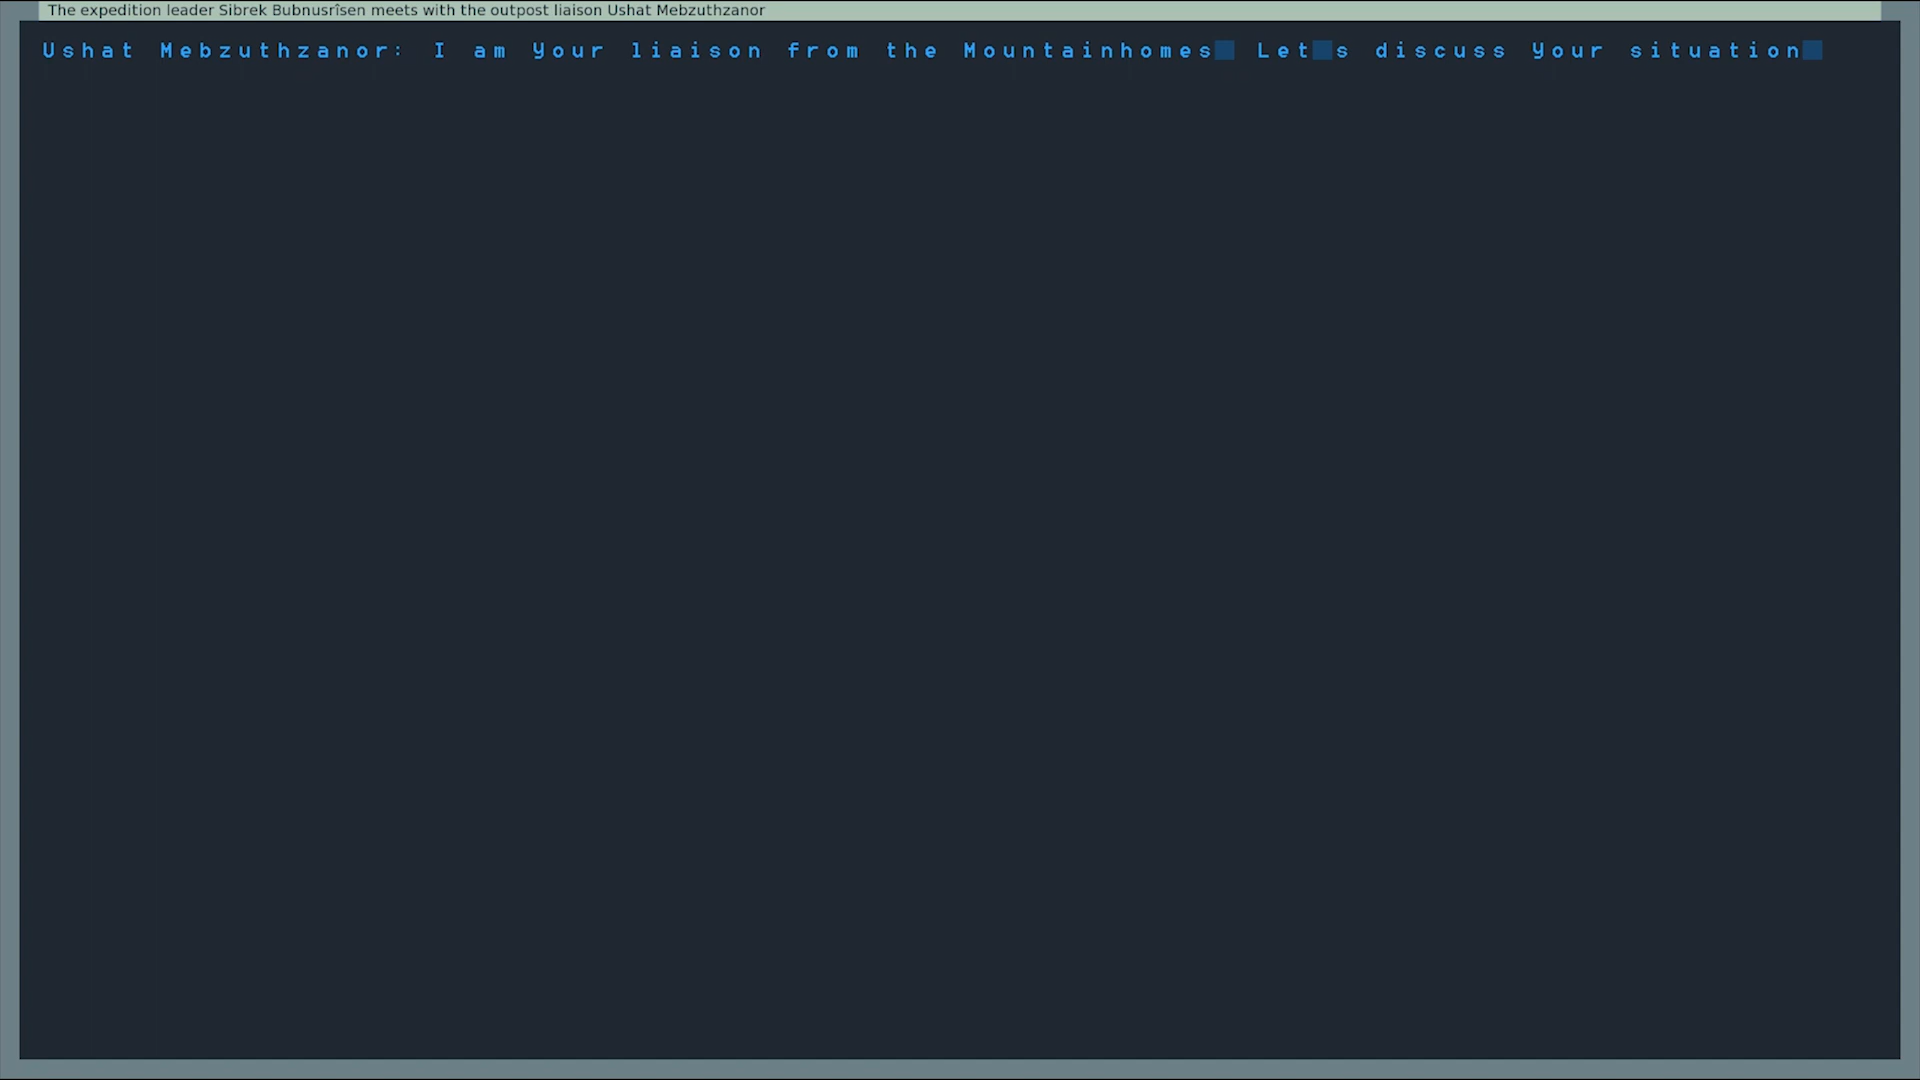 The expedition leader Sibrek Bubnusrîsen meets with the outpost liaison Ushat Mebzuthzanor
Ushat Mebzuthzanor: I am your liaison from the Mountainhomes Let s discuss your situation